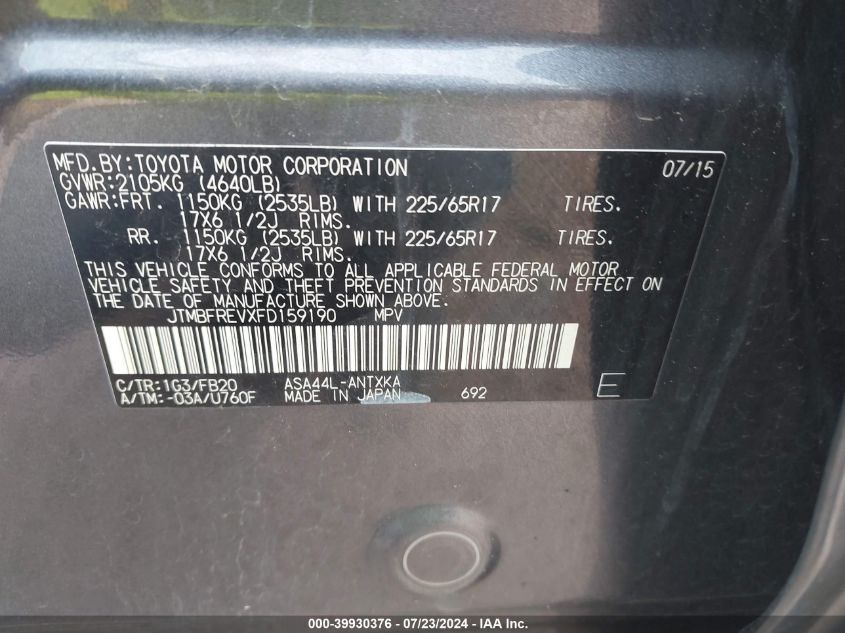 MFD.BY:TOYOTA MOTOR CORPORATION 07/15
GVWR:2105KG (4640LB)
GAWR:FRT. 1150KG (2535LB) WITH 225/65R17 TIRES.
17X6 1/2J RIMS.
RR. 1150KG (2535LB) WITH 225/65R17 TIRES.
17X6 1/2J RIMS.
THIS VEHICLE CONFORMS TO ALL APPLICABLE FEDERAL MOTOR
VEHICLE SAFETY AND THEFT PREVENTION STANDARDS IN EFFECT ON
THE DATE OF MANUFACTURE SHOWN ABOVE.
JTMBFREVXFD159190 MPV
C/TR:1G3/FB20 ASA44L-ANTXKA E
A/TM:-03A/U760F MADE IN JAPAN 692
000-39930376 / 07/23/2024 - IAA Inc.